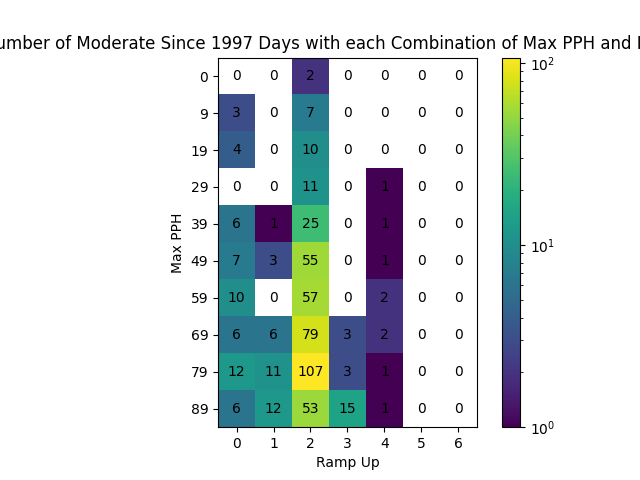 umber of Moderate Since 1997 Days with each Combination of Max PPH and
0 0 0 2 0 0 0 0
9 3 0 7 0 0 0 0
19 4 0 10 0 0 0 0
29 0 0 11 0 1 0 0
39 6 1 25 0 1 0 0
49 7 3 55 0 1 0 0
59 10 0 57 0 2 0 0
69 6 6 79 3 2 0 0
79 12 11 107 3 1 0 0
89 6 12 53 15 1 0 0
0 1 2 3 4 5 6
Ramp Up
Max PPH
10²
10¹
10⁰